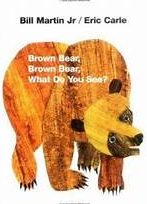 Bill Martin Jr / Eric Carle
Brown Bear,
Brown Bear,
What Do You See?